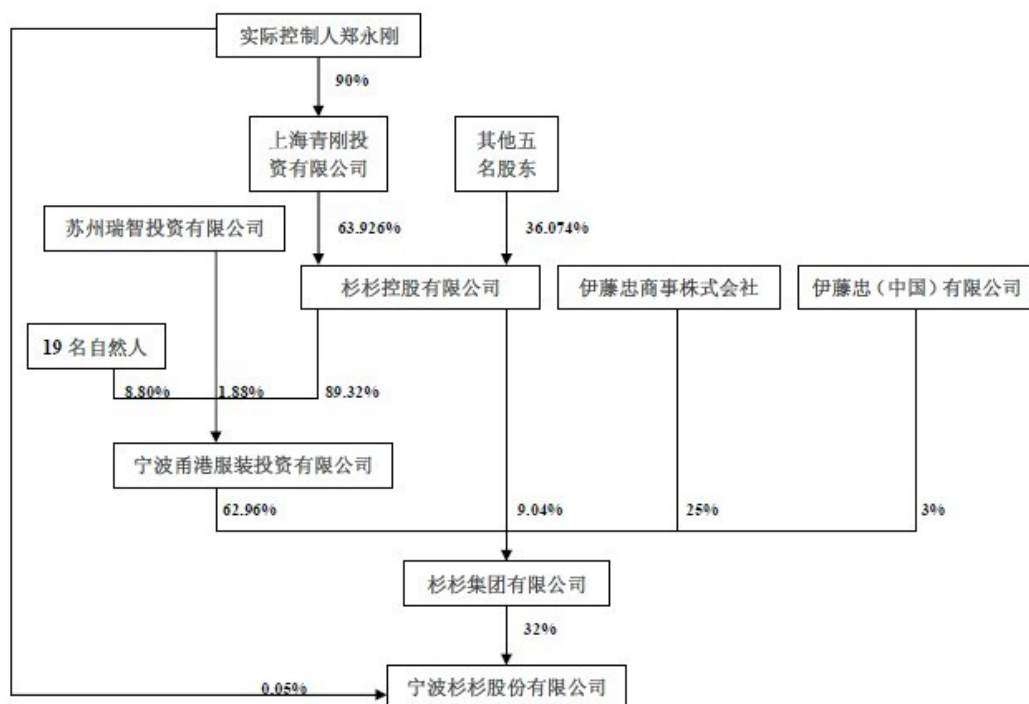 实际控制人郑永刚
90%
上海青刚投
资有限公司
其他五
名股东
苏州瑞智投资有限公司
63.926%
36.074%
杉杉控股有限公司
伊藤忠商事株式会社
伊藤忠（中国）有限公司
19 名自然人
8.80%
1.88%
89.32%
宁波甬港服装投资有限公司
62.96%
9.04%
25%
3%
杉杉集团有限公司
32%
0.05%
宁波杉杉股份有限公司